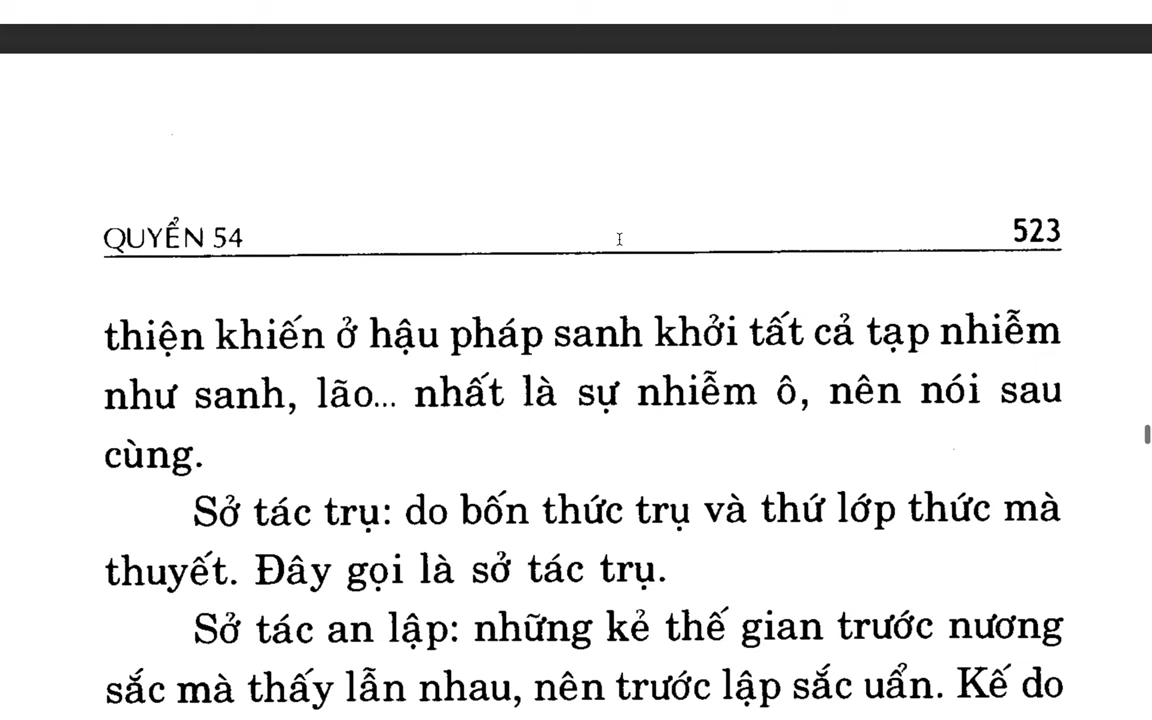 QUYỂN 54 523
thiện khiến ở hậu pháp sanh khởi tất cả tạp nhiễm
như sanh, lão... nhất là sự nhiễm ô, nên nói sau
cùng.
Sở tác trụ: do bốn thức trụ và thứ lớp thức mà
thuyết. Đây gọi là sở tác trụ.
Sở tác an lập: những kẻ thế gian trước nương
sắc mà thấy lẫn nhau, nên trước lập sắc uẩn. Kế do